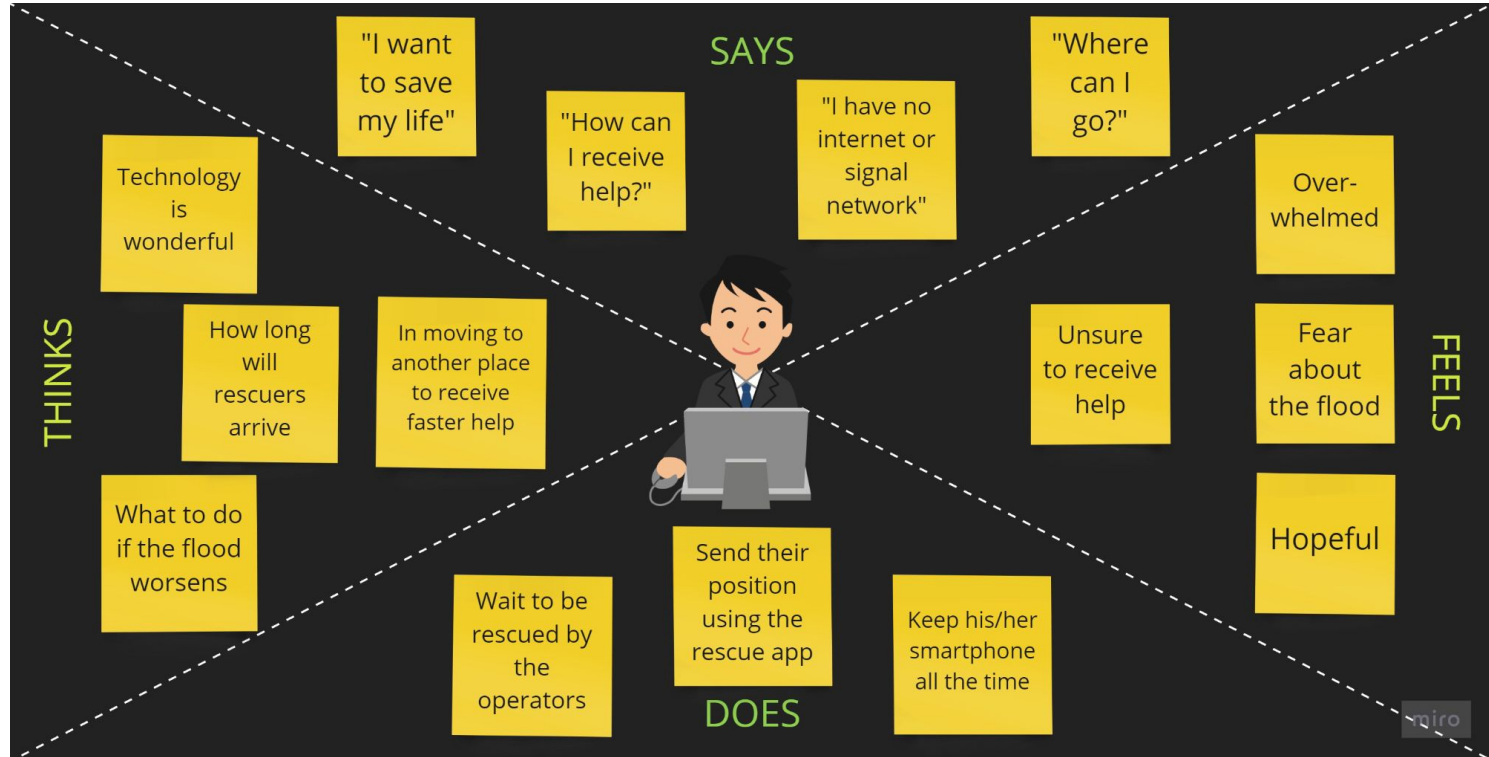 SAYS
"I want
to save
my life"
"How can
I receive
help?"
"I have no
internet or
signal
network"
"Where
can I
go?"
THINKS
Technology
is
wonderful
How long
will
rescuers
arrive
In moving to
another place
to receive
faster help
What to do
if the flood
worsens
FEELS
Over-
whelmed
Unsure
to receive
help
Fear
about
the flood
Hopeful
Wait to be
rescued by
the
operators
Send their
position
using the
rescue app
Keep his/her
smartphone
all the time
DOES
miro